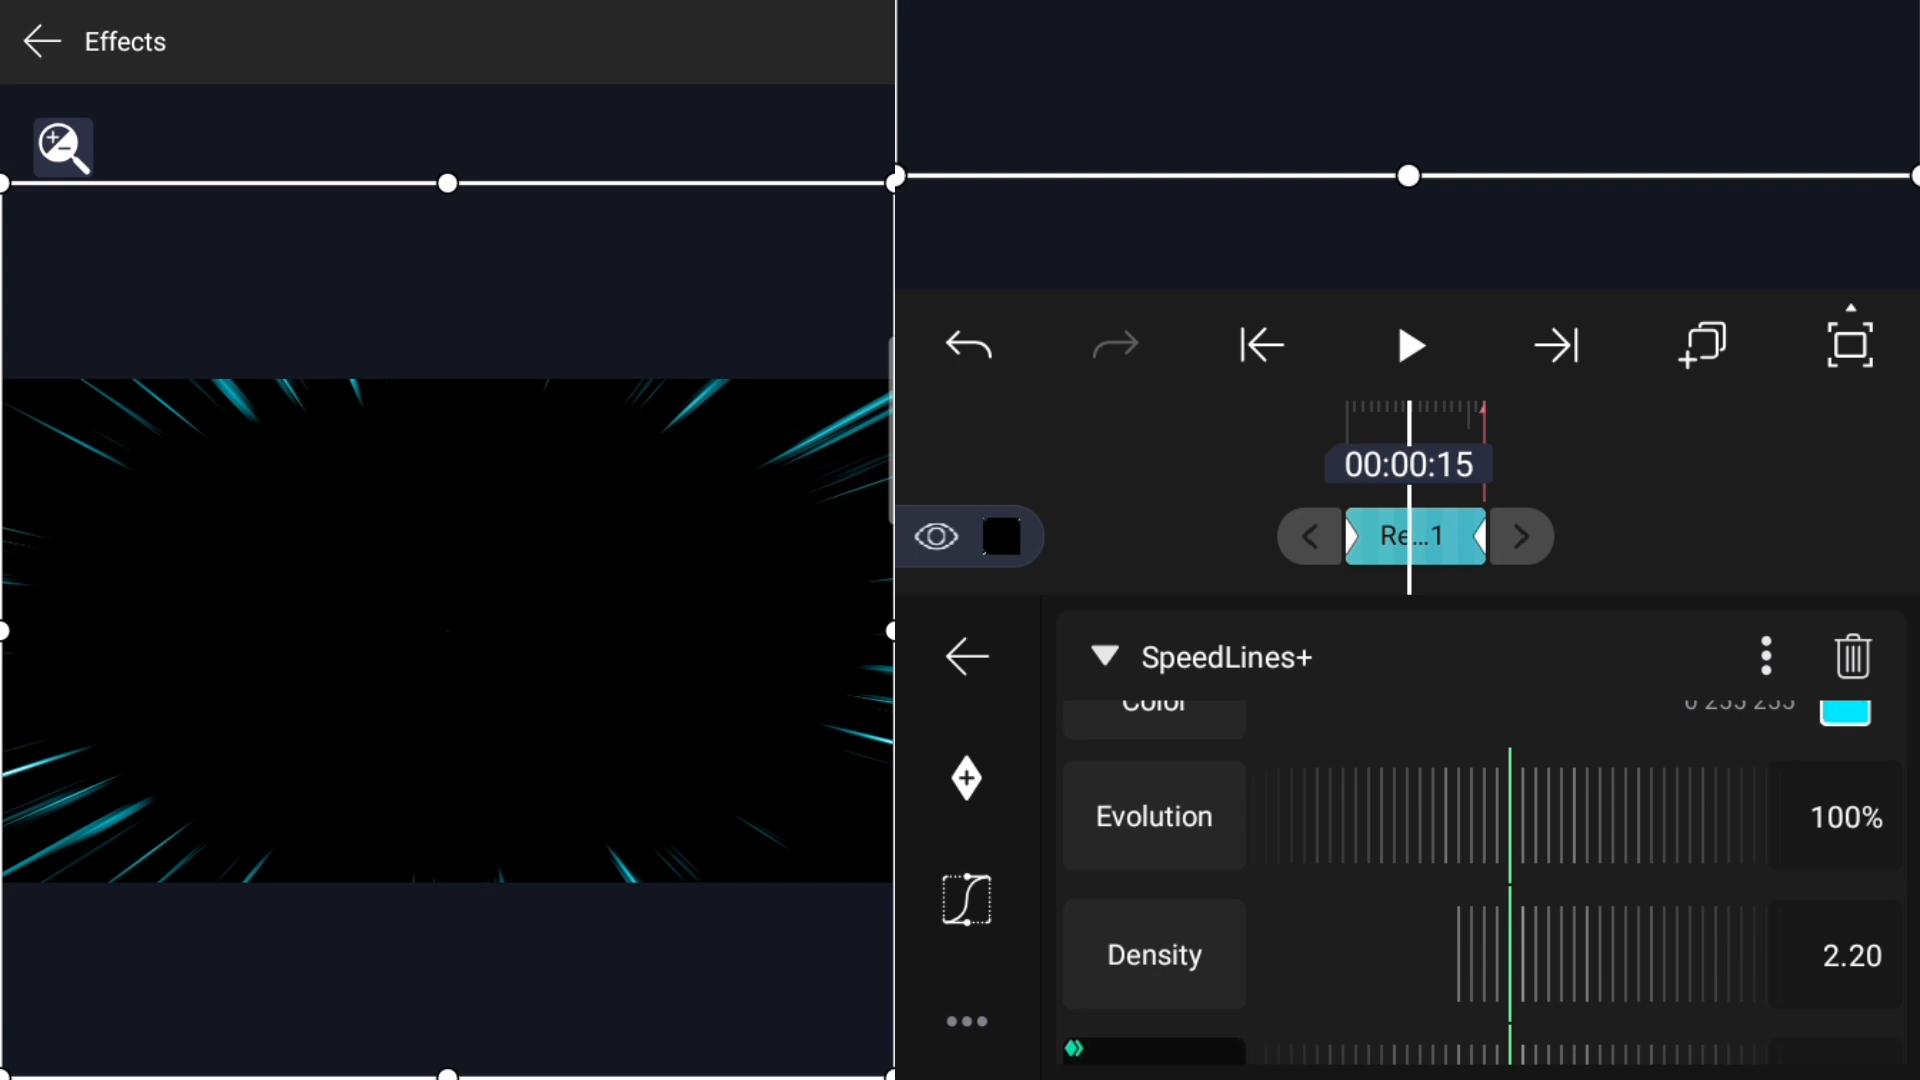 Effects
00:00:15
Re...1
SpeedLines+
Color
0 255 255
Evolution
100%
Density
2.20